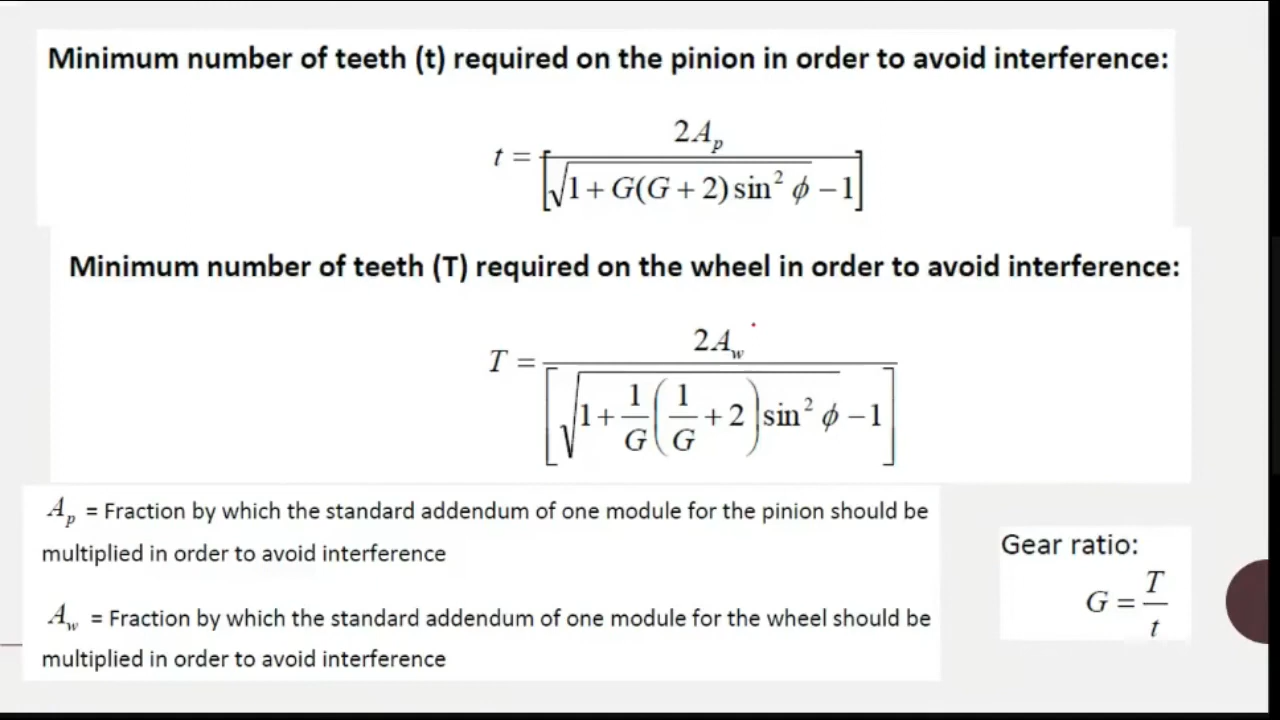 Minimum number of teeth (t) required on the pinion in order to avoid interference:
t = 2A_p / [√(1 + G(G + 2) sin² ϕ) − 1]
Minimum number of teeth (T) required on the wheel in order to avoid interference:
T = 2A_w / [√(1 + 1/G (1/G + 2) sin² ϕ) − 1]
A_p = Fraction by which the standard addendum of one module for the pinion should be
multiplied in order to avoid interference
A_w = Fraction by which the standard addendum of one module for the wheel should be
multiplied in order to avoid interference
Gear ratio:
G = T/t